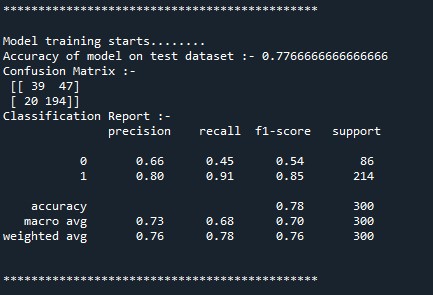 *********************************************
Model training starts........
Accuracy of model on test dataset :- 0.7766666666666666
Confusion Matrix :-
[[ 39  47]
[ 20 194]]
Classification Report :-
precision    recall  f1-score   support
0       0.66      0.45      0.54        86
1       0.80      0.91      0.85       214
accuracy                           0.78       300
macro avg       0.73      0.68      0.70       300
weighted avg       0.76      0.78      0.76       300
*********************************************